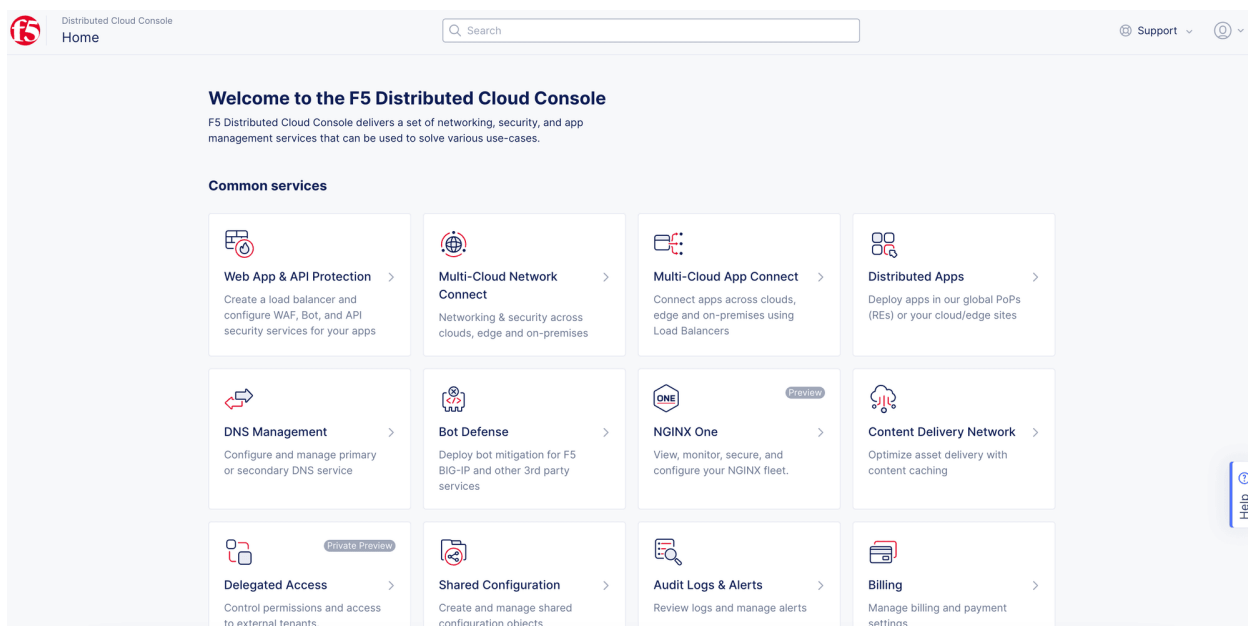 f5
Distributed Cloud Console
Home
Search
Support
Welcome to the F5 Distributed Cloud Console
F5 Distributed Cloud Console delivers a set of networking, security, and app
management services that can be used to solve various use-cases.
Common services
Web App & API Protection
Create a load balancer and
configure WAF, Bot, and API
security services for your apps
Multi-Cloud Network
Connect
Networking & security across
clouds, edge and on-premises
Multi-Cloud App Connect
Connect apps across clouds,
edge and on-premises using
Load Balancers
Distributed Apps
Deploy apps in our global PoPs
(REs) or your cloud/edge sites
DNS Management
Configure and manage primary
or secondary DNS service
Bot Defense
Deploy bot mitigation for F5
BIG-IP and other 3rd party
services
ONE
Preview
NGINX One
View, monitor, secure, and
configure your NGINX fleet.
Content Delivery Network
Optimize asset delivery with
content caching
Help
Private Preview
Delegated Access
Control permissions and access
to external tenants
Shared Configuration
Create and manage shared
configuration objects
Audit Logs & Alerts
Review logs and manage alerts
Billing
Manage billing and payment
settings